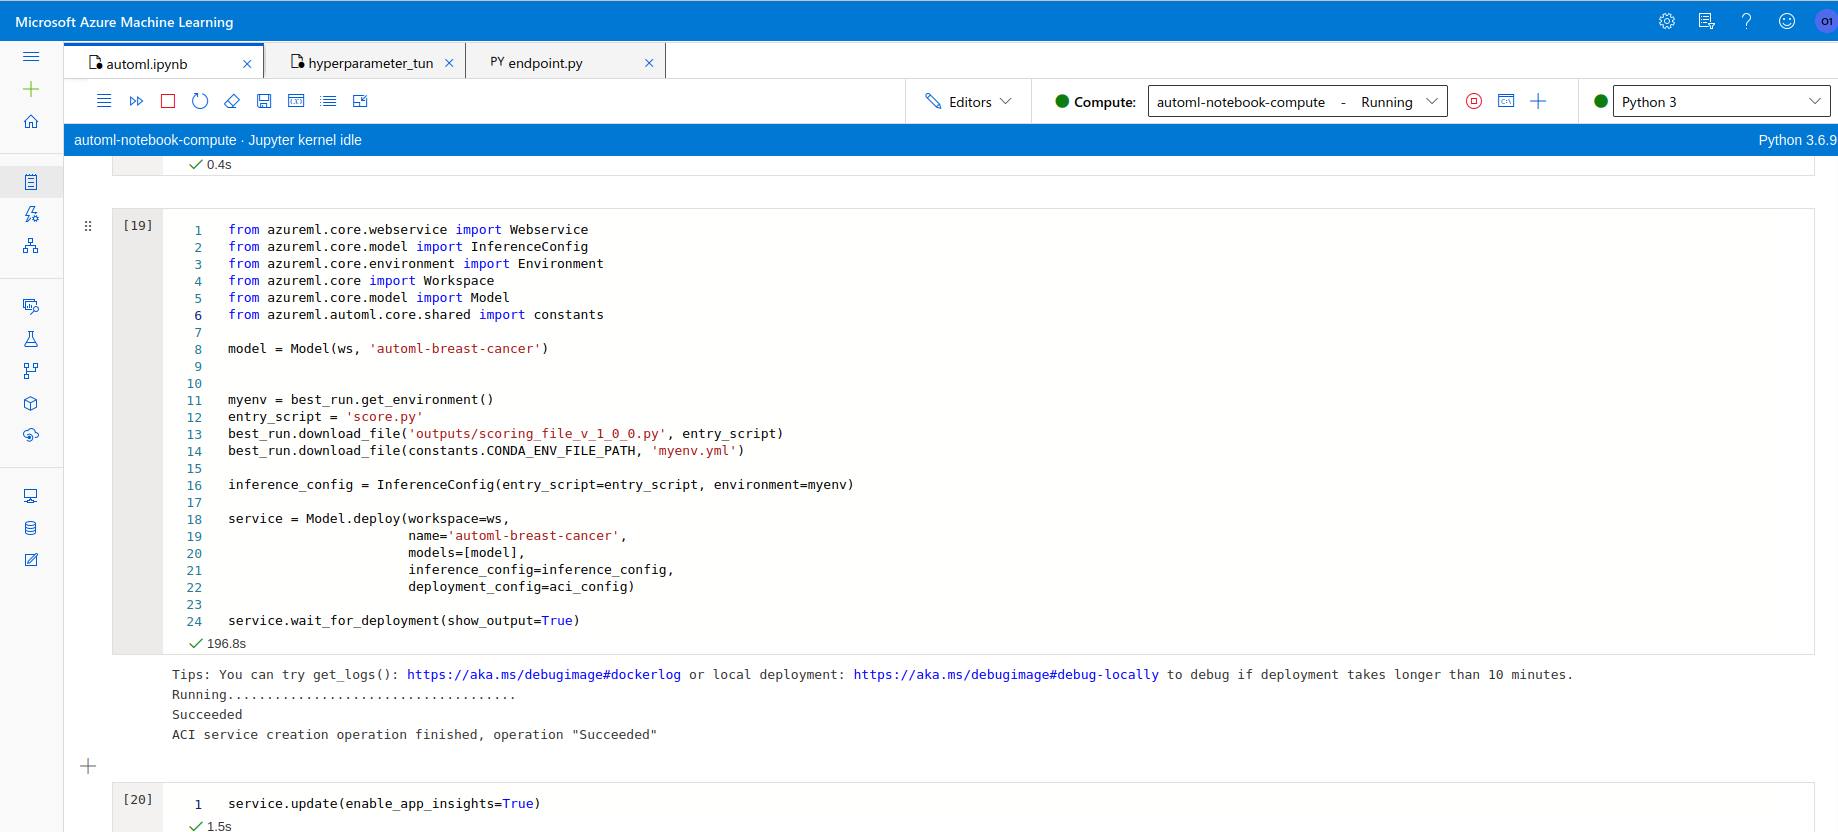 Microsoft Azure Machine Learning
O1
automl.ipynb
hyperparameter_tun
PY endpoint.py
Editors
Compute:
automl-notebook-compute - Running
Python 3
automl-notebook-compute · Jupyter kernel idle
Python 3.6.9
0.4s
[19]
1 from azureml.core.webservice import Webservice
2 from azureml.core.model import InferenceConfig
3 from azureml.core.environment import Environment
4 from azureml.core import Workspace
5 from azureml.core.model import Model
6 from azureml.automl.core.shared import constants
7
8 model = Model(ws, 'automl-breast-cancer')
9
10
11 myenv = best_run.get_environment()
12 entry_script = 'score.py'
13 best_run.download_file('outputs/scoring_file_v_1_0_0.py', entry_script)
14 best_run.download_file(constants.CONDA_ENV_FILE_PATH, 'myenv.yml')
15
16 inference_config = InferenceConfig(entry_script=entry_script, environment=myenv)
17
18 service = Model.deploy(workspace=ws,
19 name='automl-breast-cancer',
20 models=[model],
21 inference_config=inference_config,
22 deployment_config=aci_config)
23
24 service.wait_for_deployment(show_output=True)
196.8s
Tips: You can try get_logs(): https://aka.ms/debugimage#dockerlog or local deployment: https://aka.ms/debugimage#debug-locally to debug if deployment takes longer than 10 minutes.
Running.....................................
Succeeded
ACI service creation operation finished, operation "Succeeded"
[20]
1 service.update(enable_app_insights=True)
1.5s